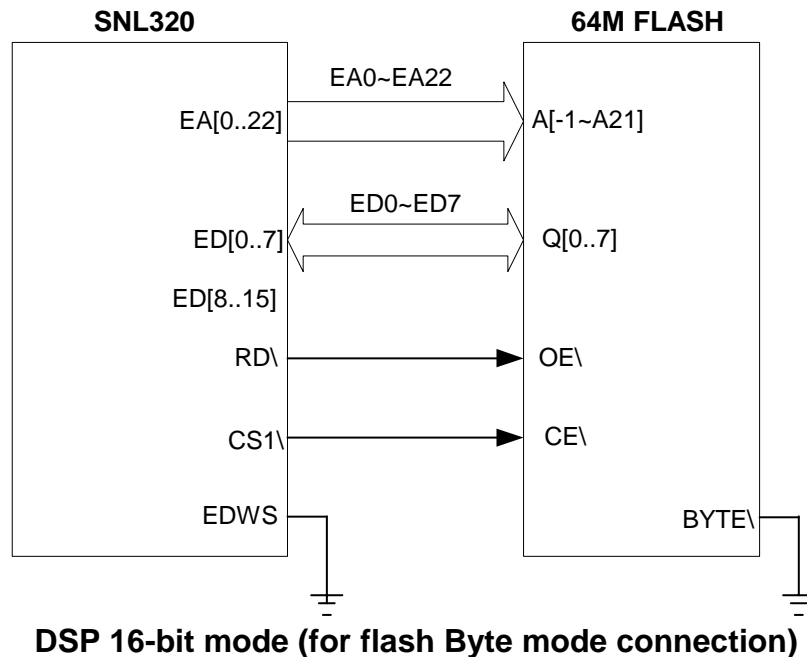 SNL320
64M FLASH
EA0~EA22
EA[0..22]
A[-1~A21]
ED0~ED7
ED[0..7]
Q[0..7]
ED[8..15]
RD\
OE\
CS1\
CE\
EDWS
BYTE\
DSP 16-bit mode (for flash Byte mode connection)